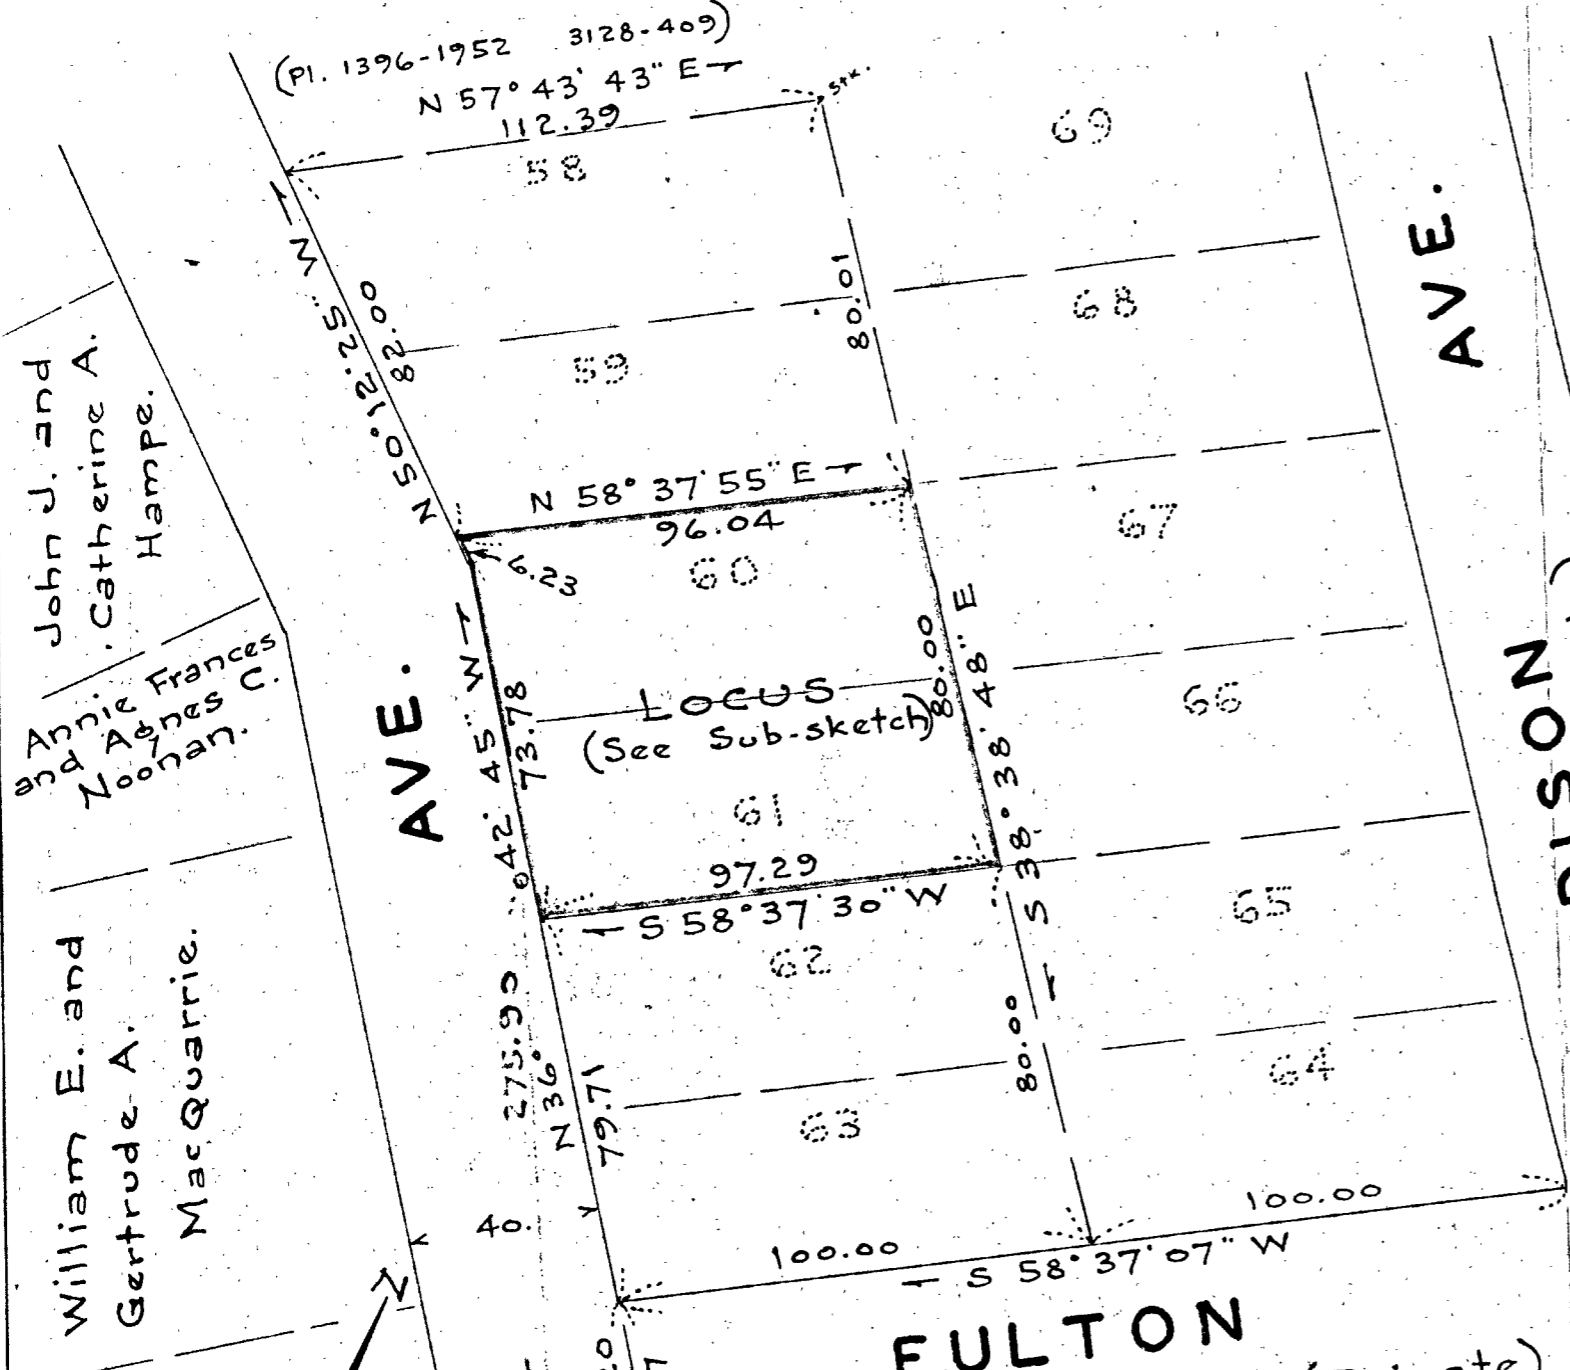 (Pl. 1396-1952 3128-409)
N 57° 43' 43" E
112.39
stk.
58
69
N 50° 12' 25" W
82.00
80.01
59
68
AVE.
John J. and
Catherine A.
Hampe.
N 58° 37' 55" E
96.04
6.23
60
67
Annie Frances
and Agnes C.
Noonan.
AVE.
73.78
LOCUS
(See Sub-sketch)
80.00
S 38° 38' 48" E
66
61
97.29
S 58° 37' 30" W
62
65
William E. and
Gertrude A.
MacQuarrie.
275.99
N 36° 42' 45" W
79.71
80.00
63
64
40.
100.00
100.00
S 58° 37' 07" W
N
FULTON